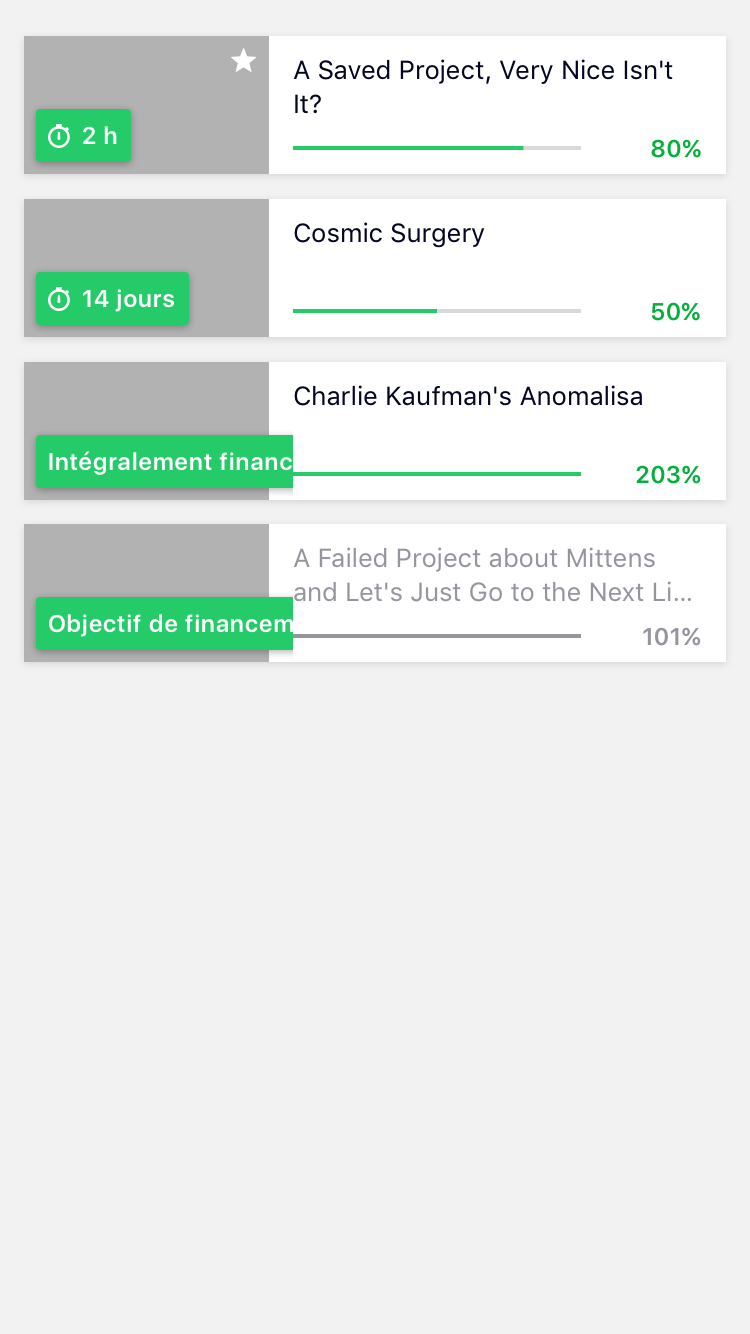 2 h
A Saved Project, Very Nice Isn't
It?
80%
14 jours
Cosmic Surgery
50%
Intégralement financ
Charlie Kaufman's Anomalisa
203%
Objectif de financem
A Failed Project about Mittens
and Let's Just Go to the Next Li...
101%